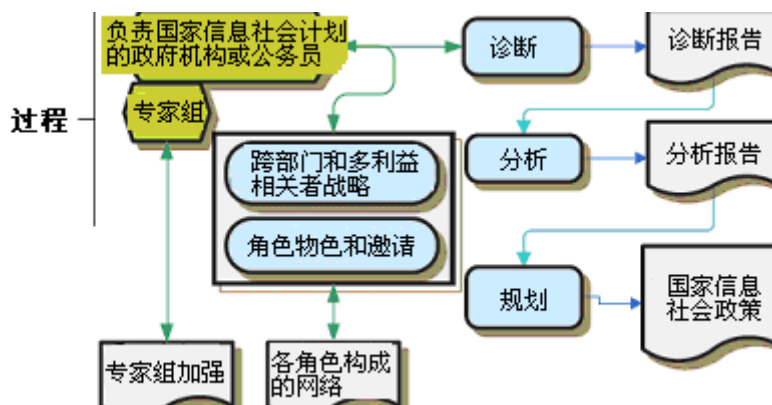 负责国家信息社会计划
的政府机构或公务员
诊断
诊断报告
专家组
过程
跨部门和多利益
相关者战略
分析
分析报告
角色物色和邀请
规划
国家信息
社会政策
专家组加强
各角色构成
的网络